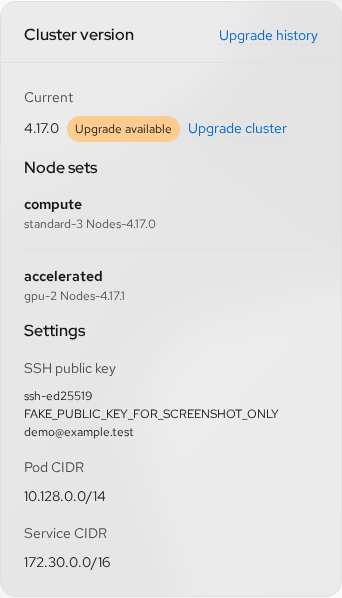 Cluster version
Upgrade history
Current
4.17.0 Upgrade available Upgrade cluster
Node sets
compute
standard-3 Nodes-4.17.0
accelerated
gpu-2 Nodes-4.17.1
Settings
SSH public key
ssh-ed25519
FAKE_PUBLIC_KEY_FOR_SCREENSHOT_ONLY
demo@example.test
Pod CIDR
10.128.0.0/14
Service CIDR
172.30.0.0/16